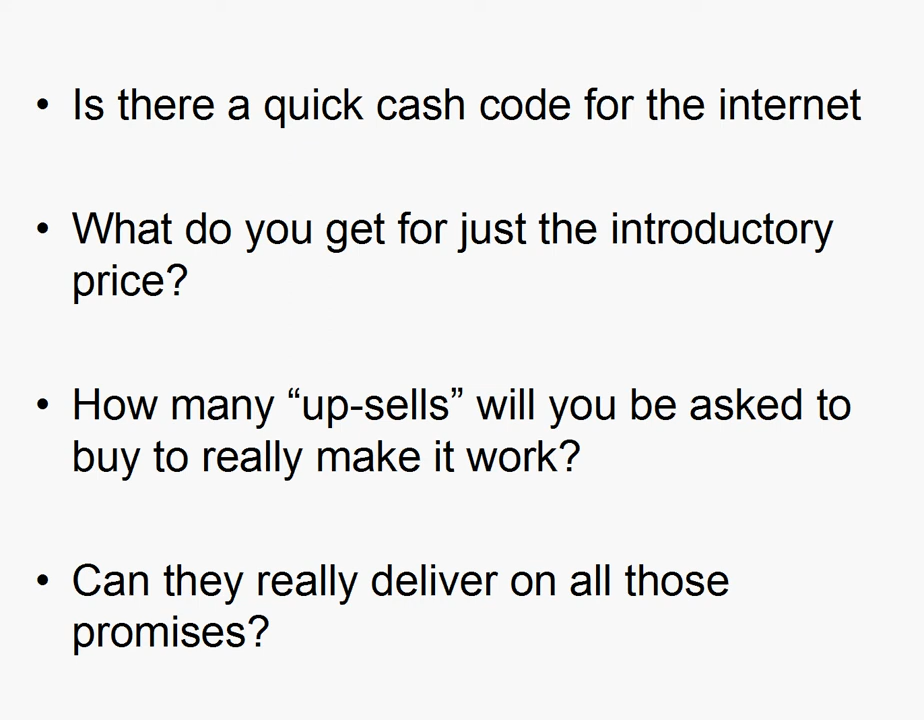 • Is there a quick cash code for the internet
• What do you get for just the introductory
price?
• How many “up-sells” will you be asked to
buy to really make it work?
• Can they really deliver on all those
promises?